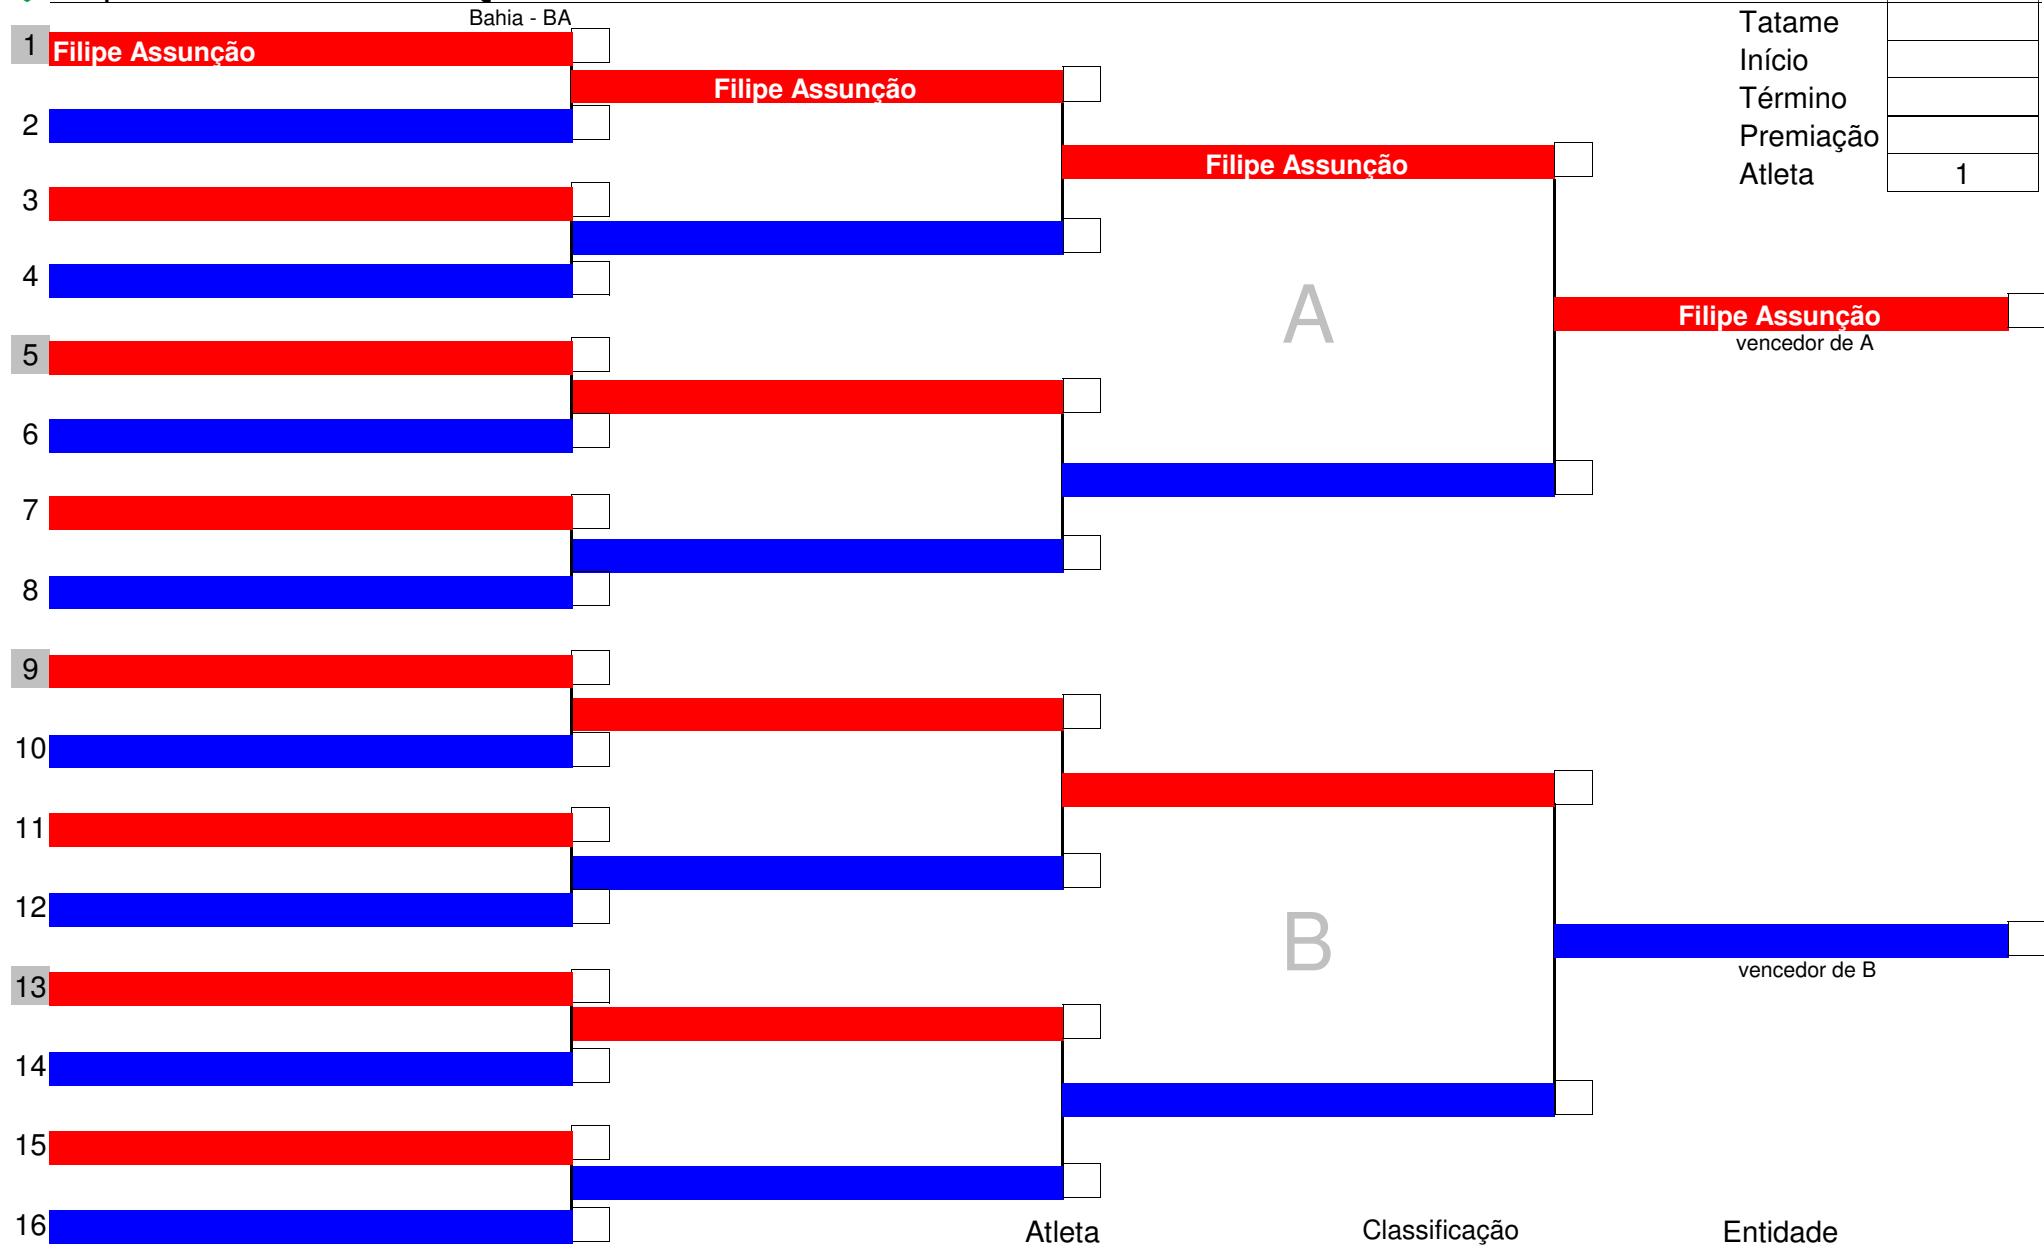 Bahia - BA
Tatame
1 Filipe Assunção
Início
Filipe Assunção
Término
2
Premiação
Filipe Assunção
Atleta 1
3
4
Filipe Assunção
vencedor de A
A
5
6
7
8
9
10
11
12
B
vencedor de B
13
14
15
16
Atleta Classificação Entidade